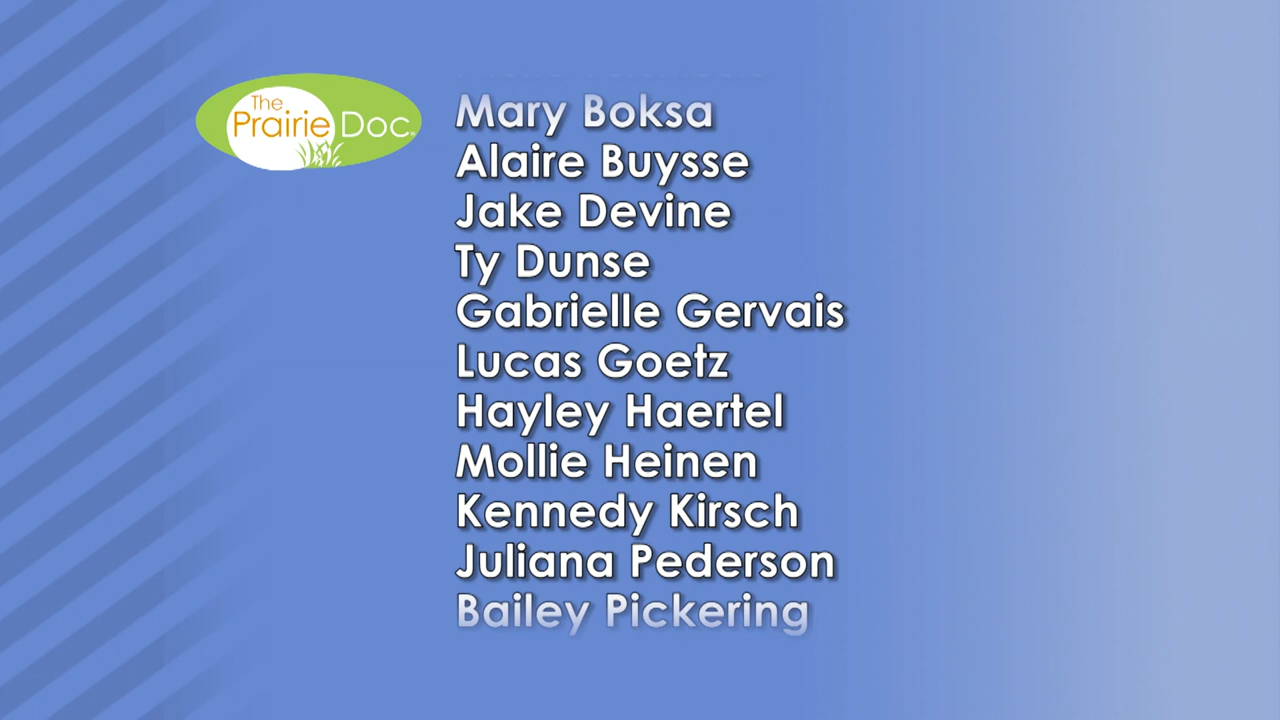 The
Prairie Doc
Mary Boksa
Alaire Buysse
Jake Devine
Ty Dunse
Gabrielle Gervais
Lucas Goetz
Hayley Haertel
Mollie Heinen
Kennedy Kirsch
Juliana Pederson
Bailey Pickering